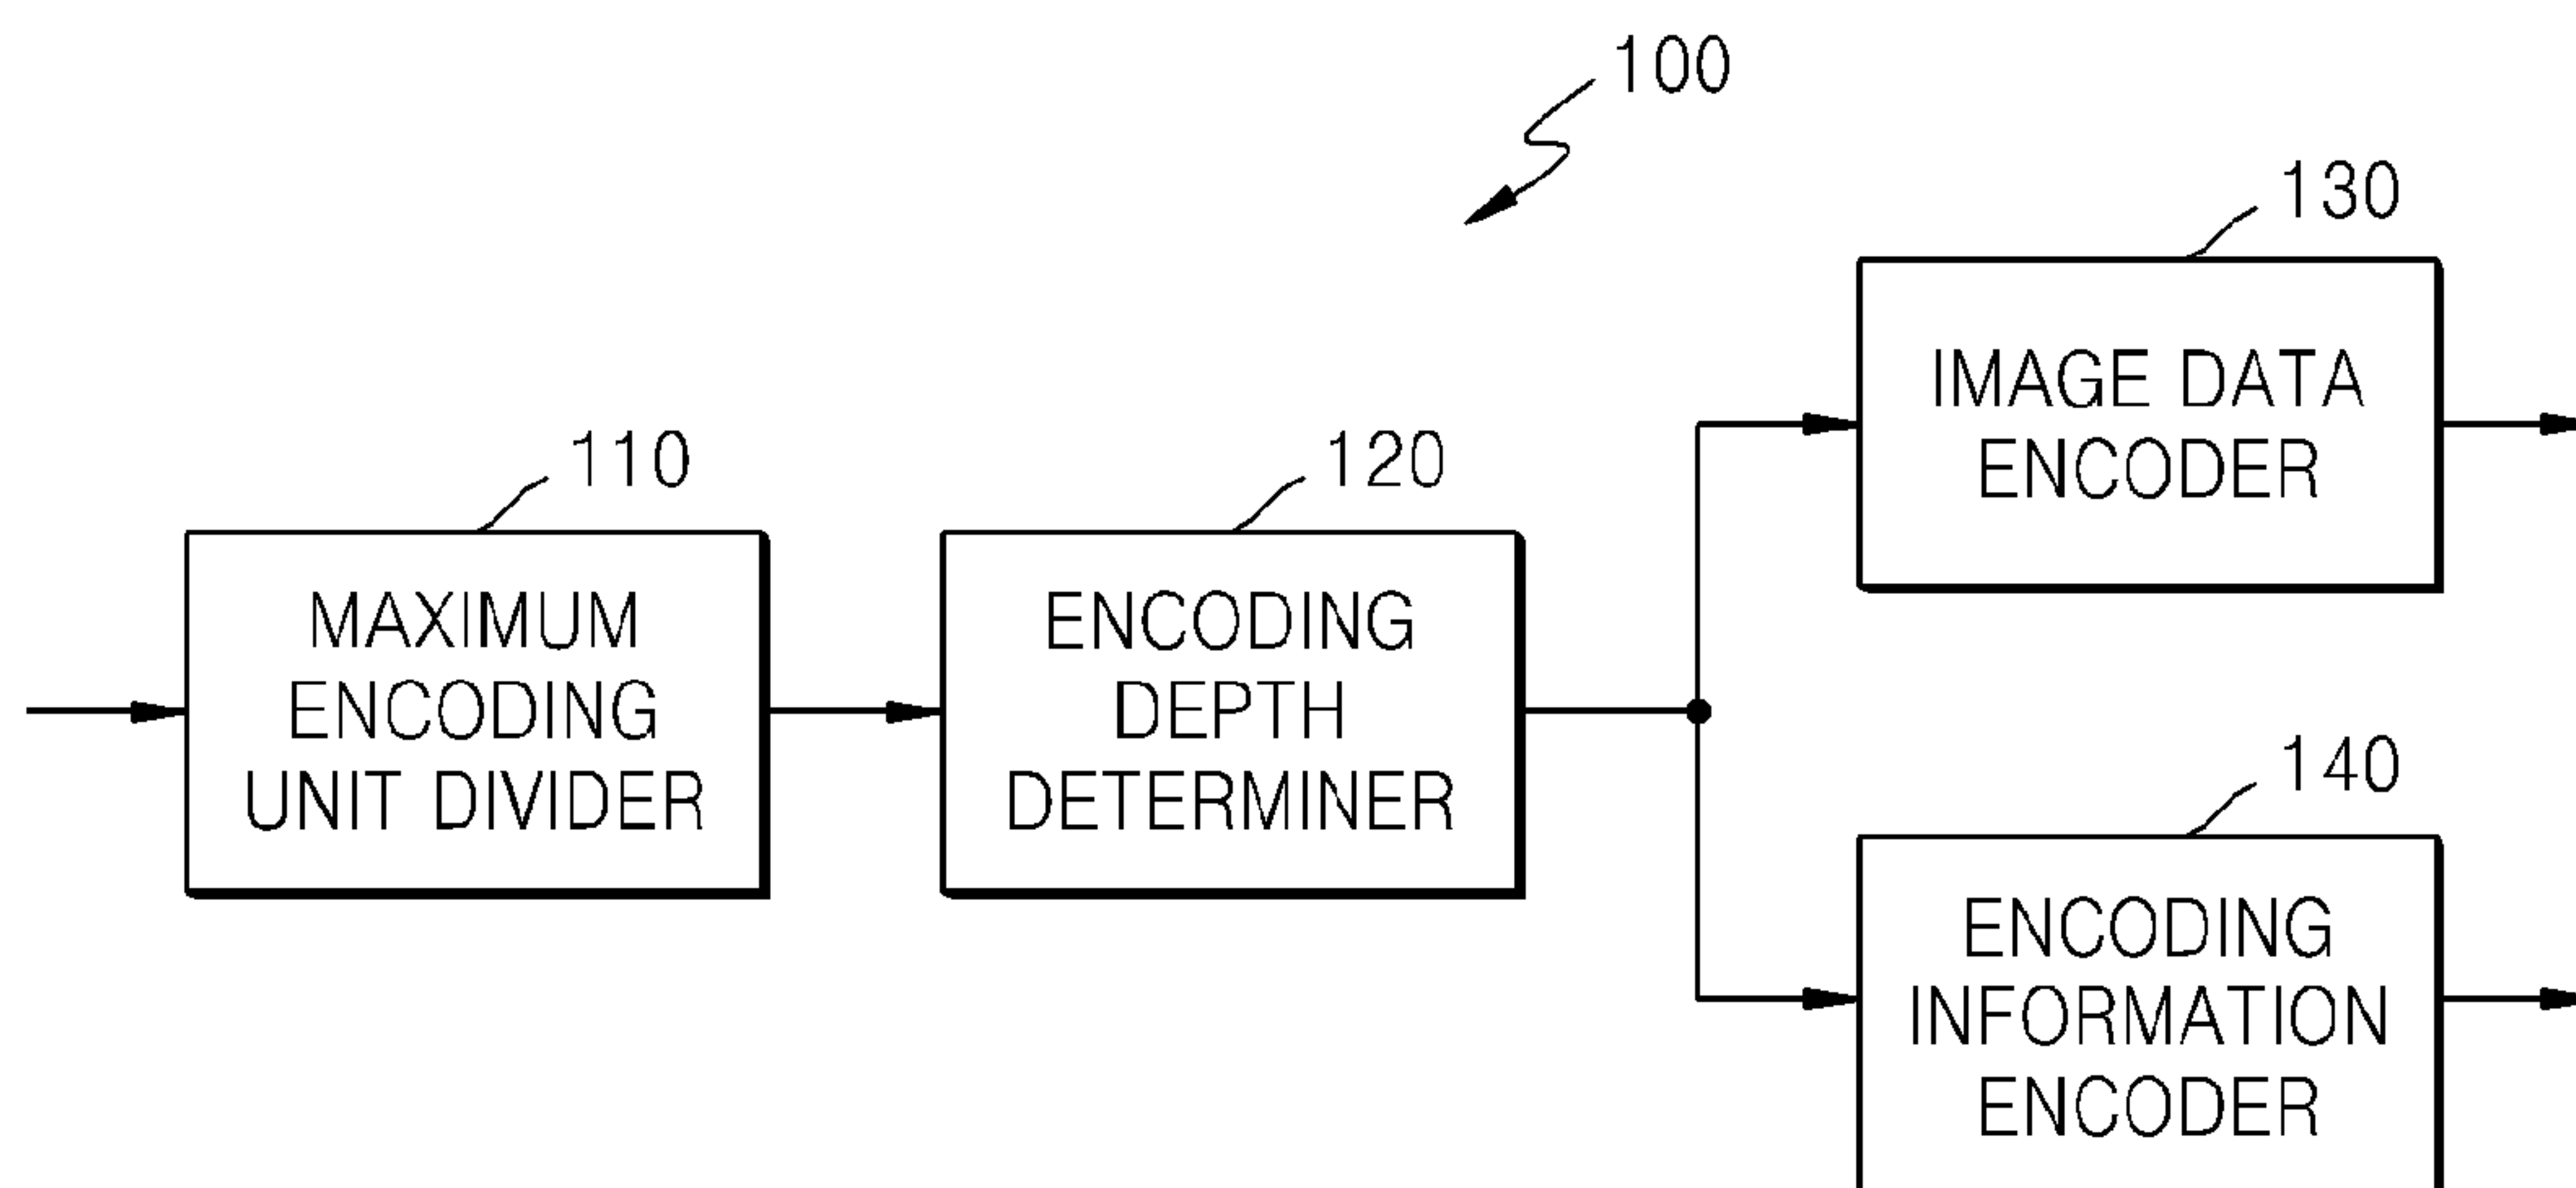 100
110
MAXIMUM
ENCODING
UNIT DIVIDER
120
ENCODING
DEPTH
DETERMINER
130
IMAGE DATA
ENCODER
140
ENCODING
INFORMATION
ENCODER